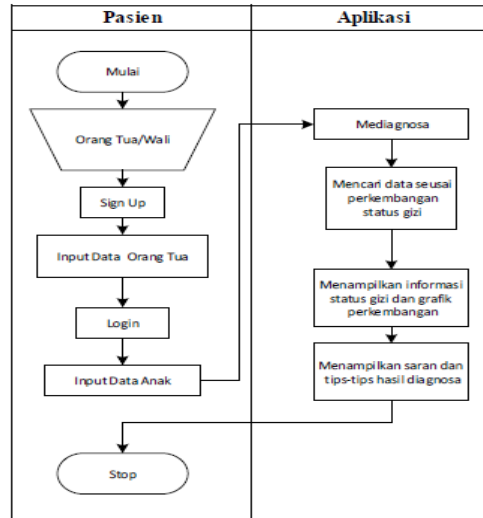 Pasien
Aplikasi
Mulai
Orang Tua/Wali
Sign Up
Input Data Orang Tua
Login
Input Data Anak
Mediagnosa
Mencari data seusai
perkembangan
status gizi
Menampilkan informasi
status gizi dan grafik
perkembangan
Menampilkan saran dan
tips-tips hasil diagnosa
Stop